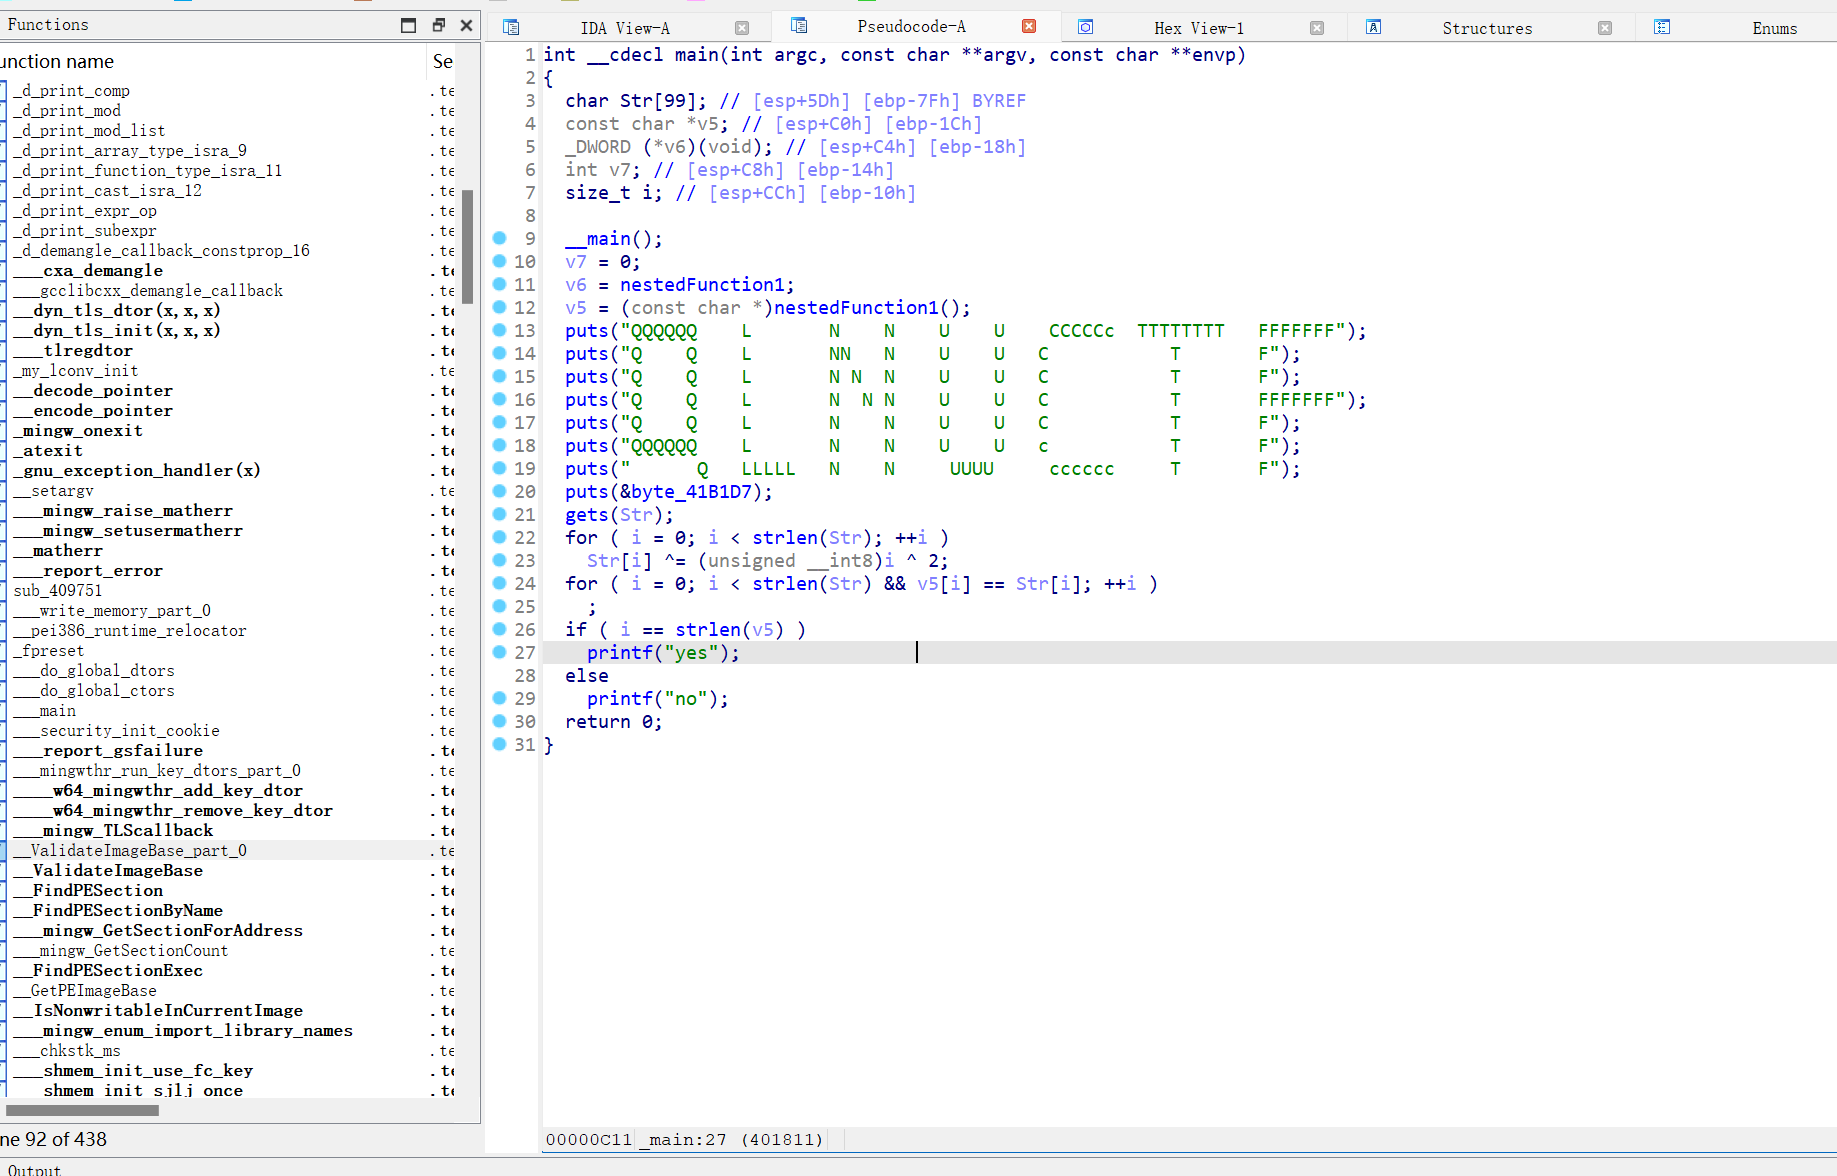 Functions
unction name Se
_d_print_comp .te
_d_print_mod .te
_d_print_mod_list .te
_d_print_array_type_isra_9 .te
_d_print_function_type_isra_11 .te
_d_print_cast_isra_12 .te
_d_print_expr_op .te
_d_print_subexpr .te
_d_demangle_callback_constprop_16 .te
___cxa_demangle .te
___gcclibcxx_demangle_callback .te
__dyn_tls_dtor(x,x,x) .te
__dyn_tls_init(x,x,x) .te
___tlregdtor .te
_my_lconv_init .te
__decode_pointer .te
__encode_pointer .te
_mingw_onexit .te
_atexit .te
_gnu_exception_handler(x) .te
__setargv .te
___mingw_raise_matherr .te
___mingw_setusermatherr .te
__matherr .te
___report_error .te
sub_409751 .te
___write_memory_part_0 .te
__pei386_runtime_relocator .te
_fpreset .te
___do_global_dtors .te
___do_global_ctors .te
___main .te
___security_init_cookie .te
___report_gsfailure .te
___mingwthr_run_key_dtors_part_0 .te
____w64_mingwthr_add_key_dtor .te
____w64_mingwthr_remove_key_dtor .te
___mingw_TLScallback .te
__ValidateImageBase_part_0 .te
__ValidateImageBase .te
__FindPESection .te
__FindPESectionByName .te
___mingw_GetSectionForAddress .te
___mingw_GetSectionCount .te
__FindPESectionExec .te
__GetPEImageBase .te
__IsNonwritableInCurrentImage .te
___mingw_enum_import_library_names .te
___chkstk_ms .te
___shmem_init_use_fc_key .te
___shmem_init_sjlj_once .te
ne 92 of 438
Output
IDA View-A Pseudocode-A Hex View-1 Structures Enums
1 int __cdecl main(int argc, const char **argv, const char **envp)
2 {
3   char Str[99]; // [esp+5Dh] [ebp-7Fh] BYREF
4   const char *v5; // [esp+C0h] [ebp-1Ch]
5   _DWORD (*v6)(void); // [esp+C4h] [ebp-18h]
6   int v7; // [esp+C8h] [ebp-14h]
7   size_t i; // [esp+CCh] [ebp-10h]
8
9   __main();
10   v7 = 0;
11   v6 = nestedFunction1;
12   v5 = (const char *)nestedFunction1();
13   puts("QQQQQQ    L       N    N    U    U    CCCCCc  TTTTTTTT   FFFFFFF");
14   puts("Q    Q    L       NN   N    U    U   C           T       F");
15   puts("Q    Q    L       N N  N    U    U   C           T       F");
16   puts("Q    Q    L       N  N N    U    U   C           T       FFFFFFF");
17   puts("Q    Q    L       N    N    U    U   C           T       F");
18   puts("QQQQQQ    L       N    N    U    U   c           T       F");
19   puts("      Q   LLLLL   N    N     UUUU     cccccc     T       F");
20   puts(&byte_41B1D7);
21   gets(Str);
22   for ( i = 0; i < strlen(Str); ++i )
23     Str[i] ^= (unsigned __int8)i ^ 2;
24   for ( i = 0; i < strlen(Str) && v5[i] == Str[i]; ++i )
25     ;
26   if ( i == strlen(v5) )
27     printf("yes");
28   else
29     printf("no");
30   return 0;
31 }
00000C11 _main:27 (401811)